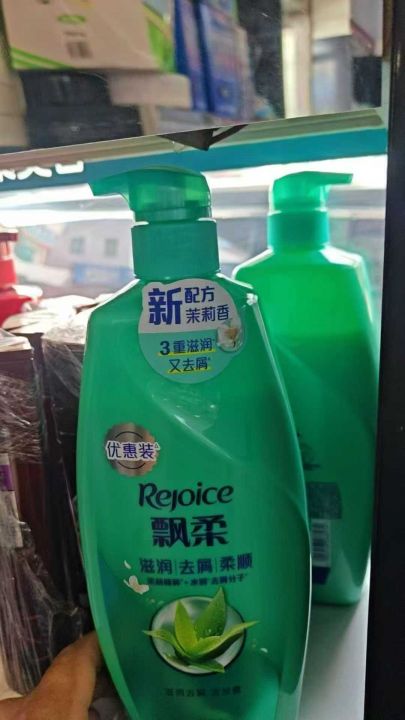 新配方
茉莉香
3重滋润
又去屑
优惠装
Rejoice
飘柔
滋润|去屑|柔顺